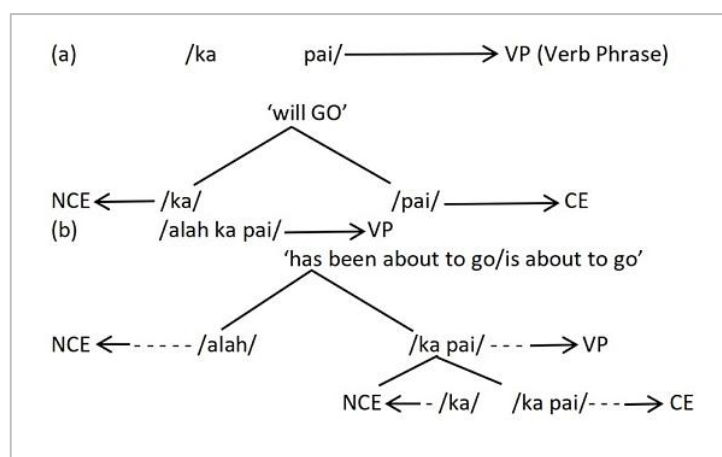 (a) /ka pai/ → VP (Verb Phrase)
‘will GO’
NCE ← /ka/ /pai/ → CE
(b) /alah ka pai/ → VP
‘has been about to go/is about to go’
NCE ← - - - - - /alah/ /ka pai/ - - - → VP
NCE ← - /ka/ /ka pai/ - - - → CE